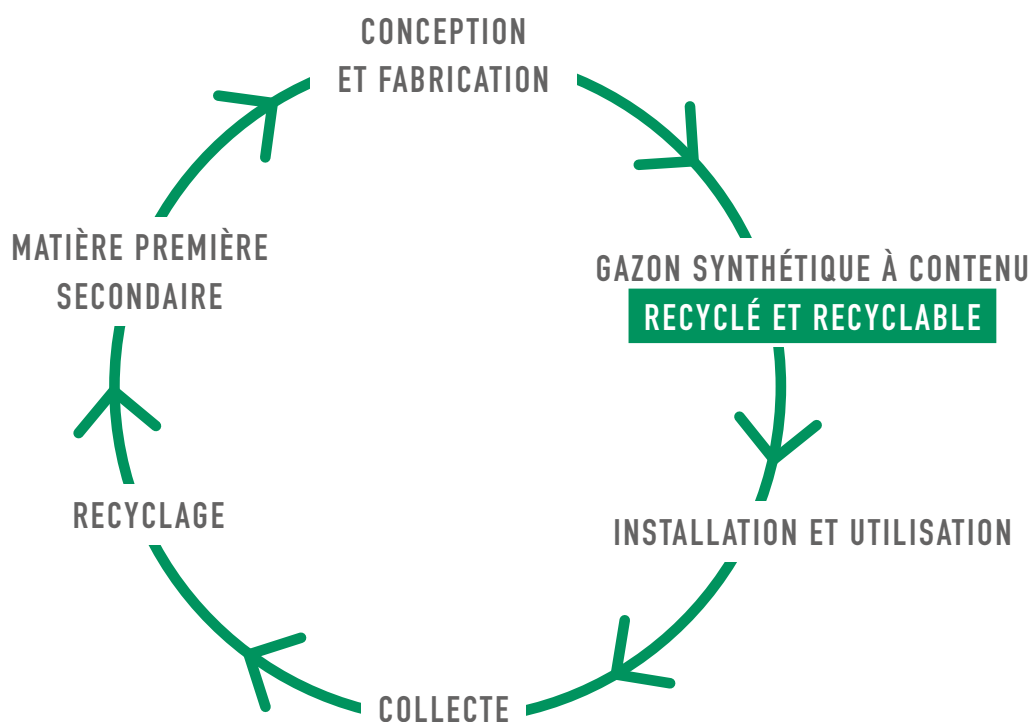 CONCEPTION
ET FABRICATION
GAZON SYNTHÉTIQUE À CONTENU
RECYCLÉ ET RECYCLABLE
INSTALLATION ET UTILISATION
COLLECTE
RECYCLAGE
MATIÈRE PREMIÈRE
SECONDAIRE